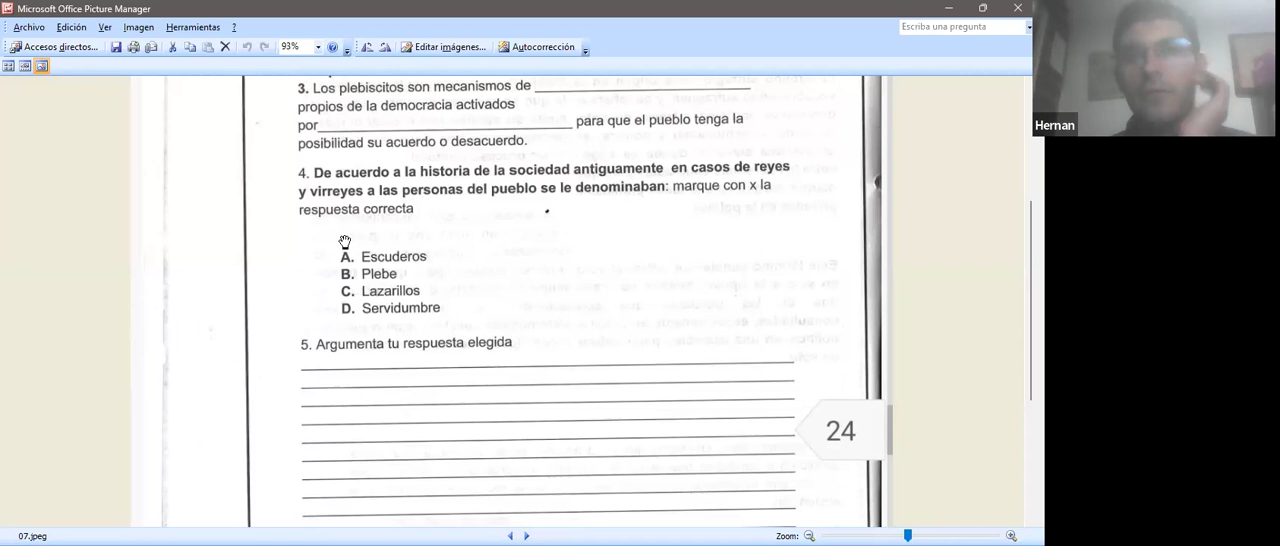 Microsoft Office Picture Manager
Archivo Edición Ver Imagen Herramientas ?
Escriba una pregunta
Accesos directos... 93% Editar imágenes... Autocorrección
Hernan
3. Los plebiscitos son mecanismos de
propios de la democracia activados
por para que el pueblo tenga la
posibilidad su acuerdo o desacuerdo.
4. De acuerdo a la historia de la sociedad antiguamente en casos de reyes
y virreyes a las personas del pueblo se le denominaban: marque con x la
respuesta correcta
A. Escuderos
B. Plebe
C. Lazarillos
D. Servidumbre
5. Argumenta tu respuesta elegida
24
07.jpeg
Zoom: